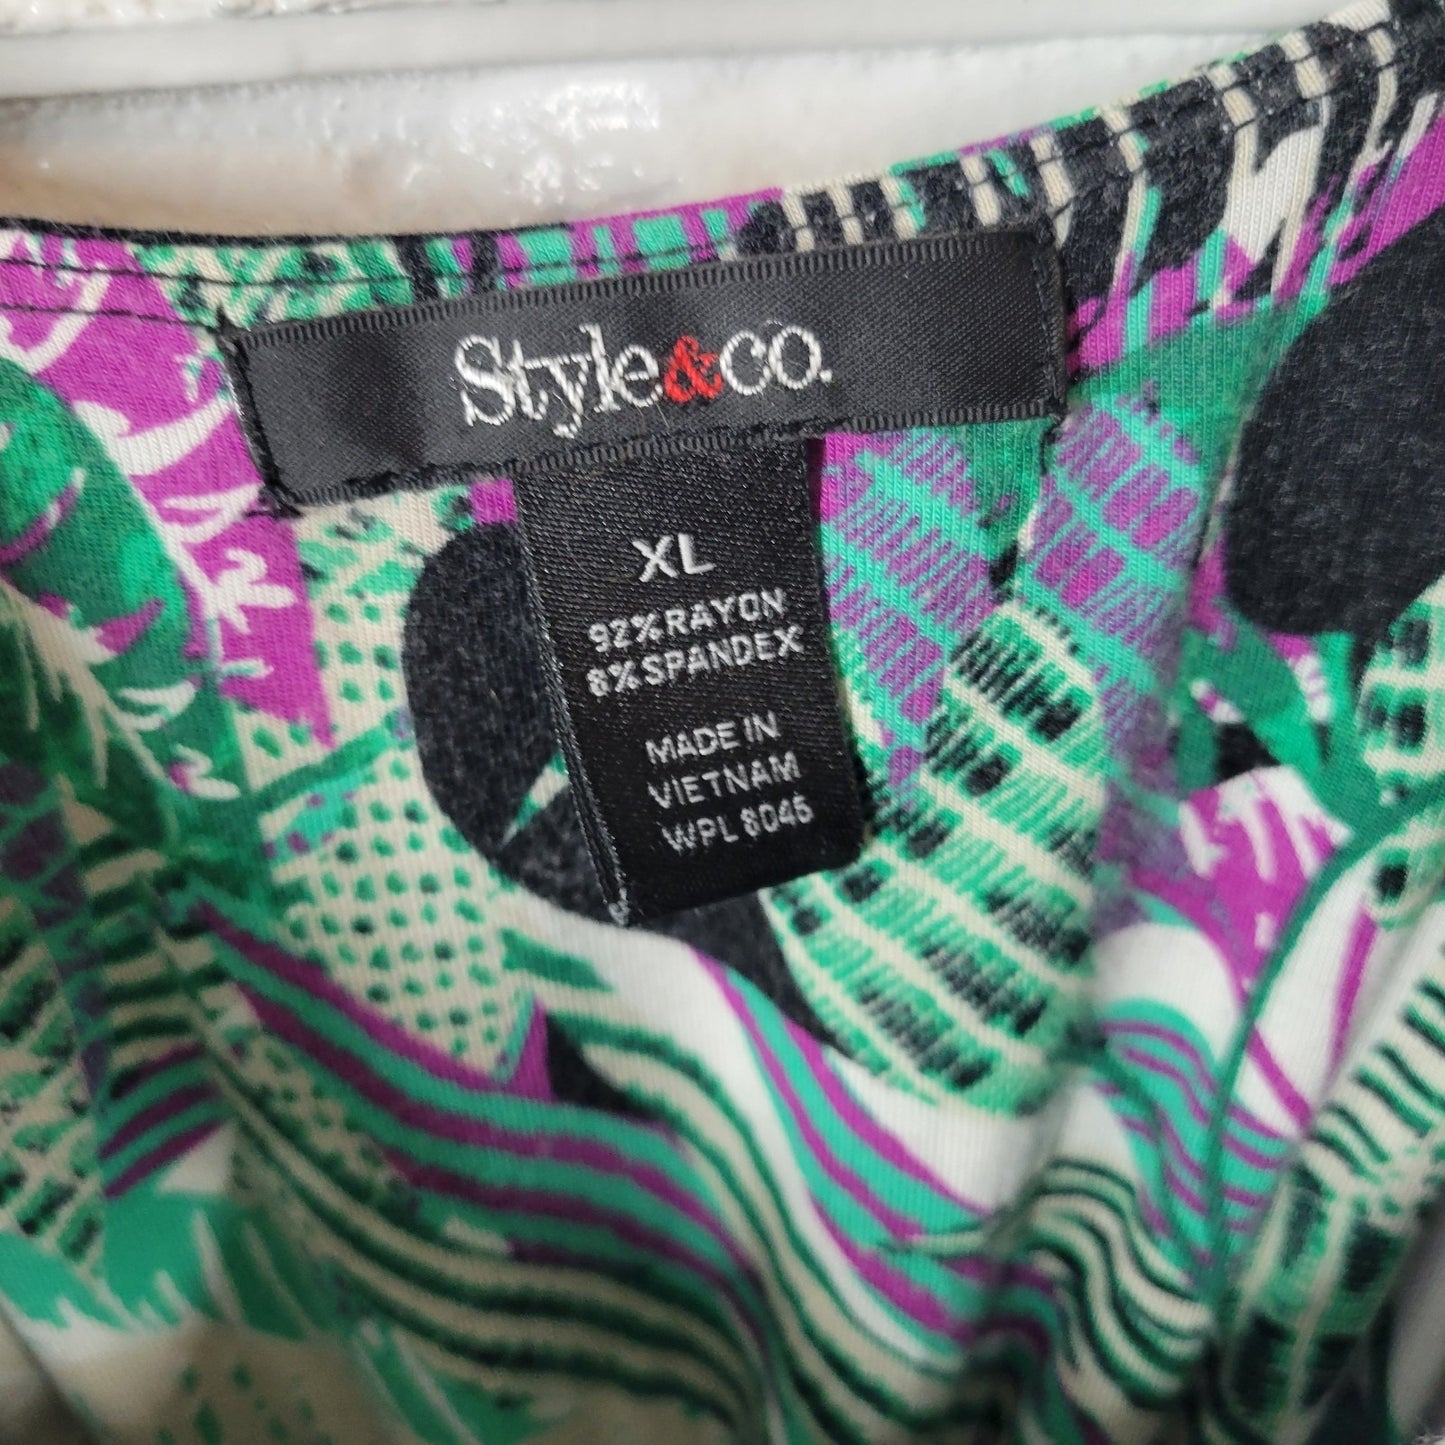 Style&co.
XL
92% RAYON
8% SPANDEX
MADE IN
VIETNAM
WPL 8045